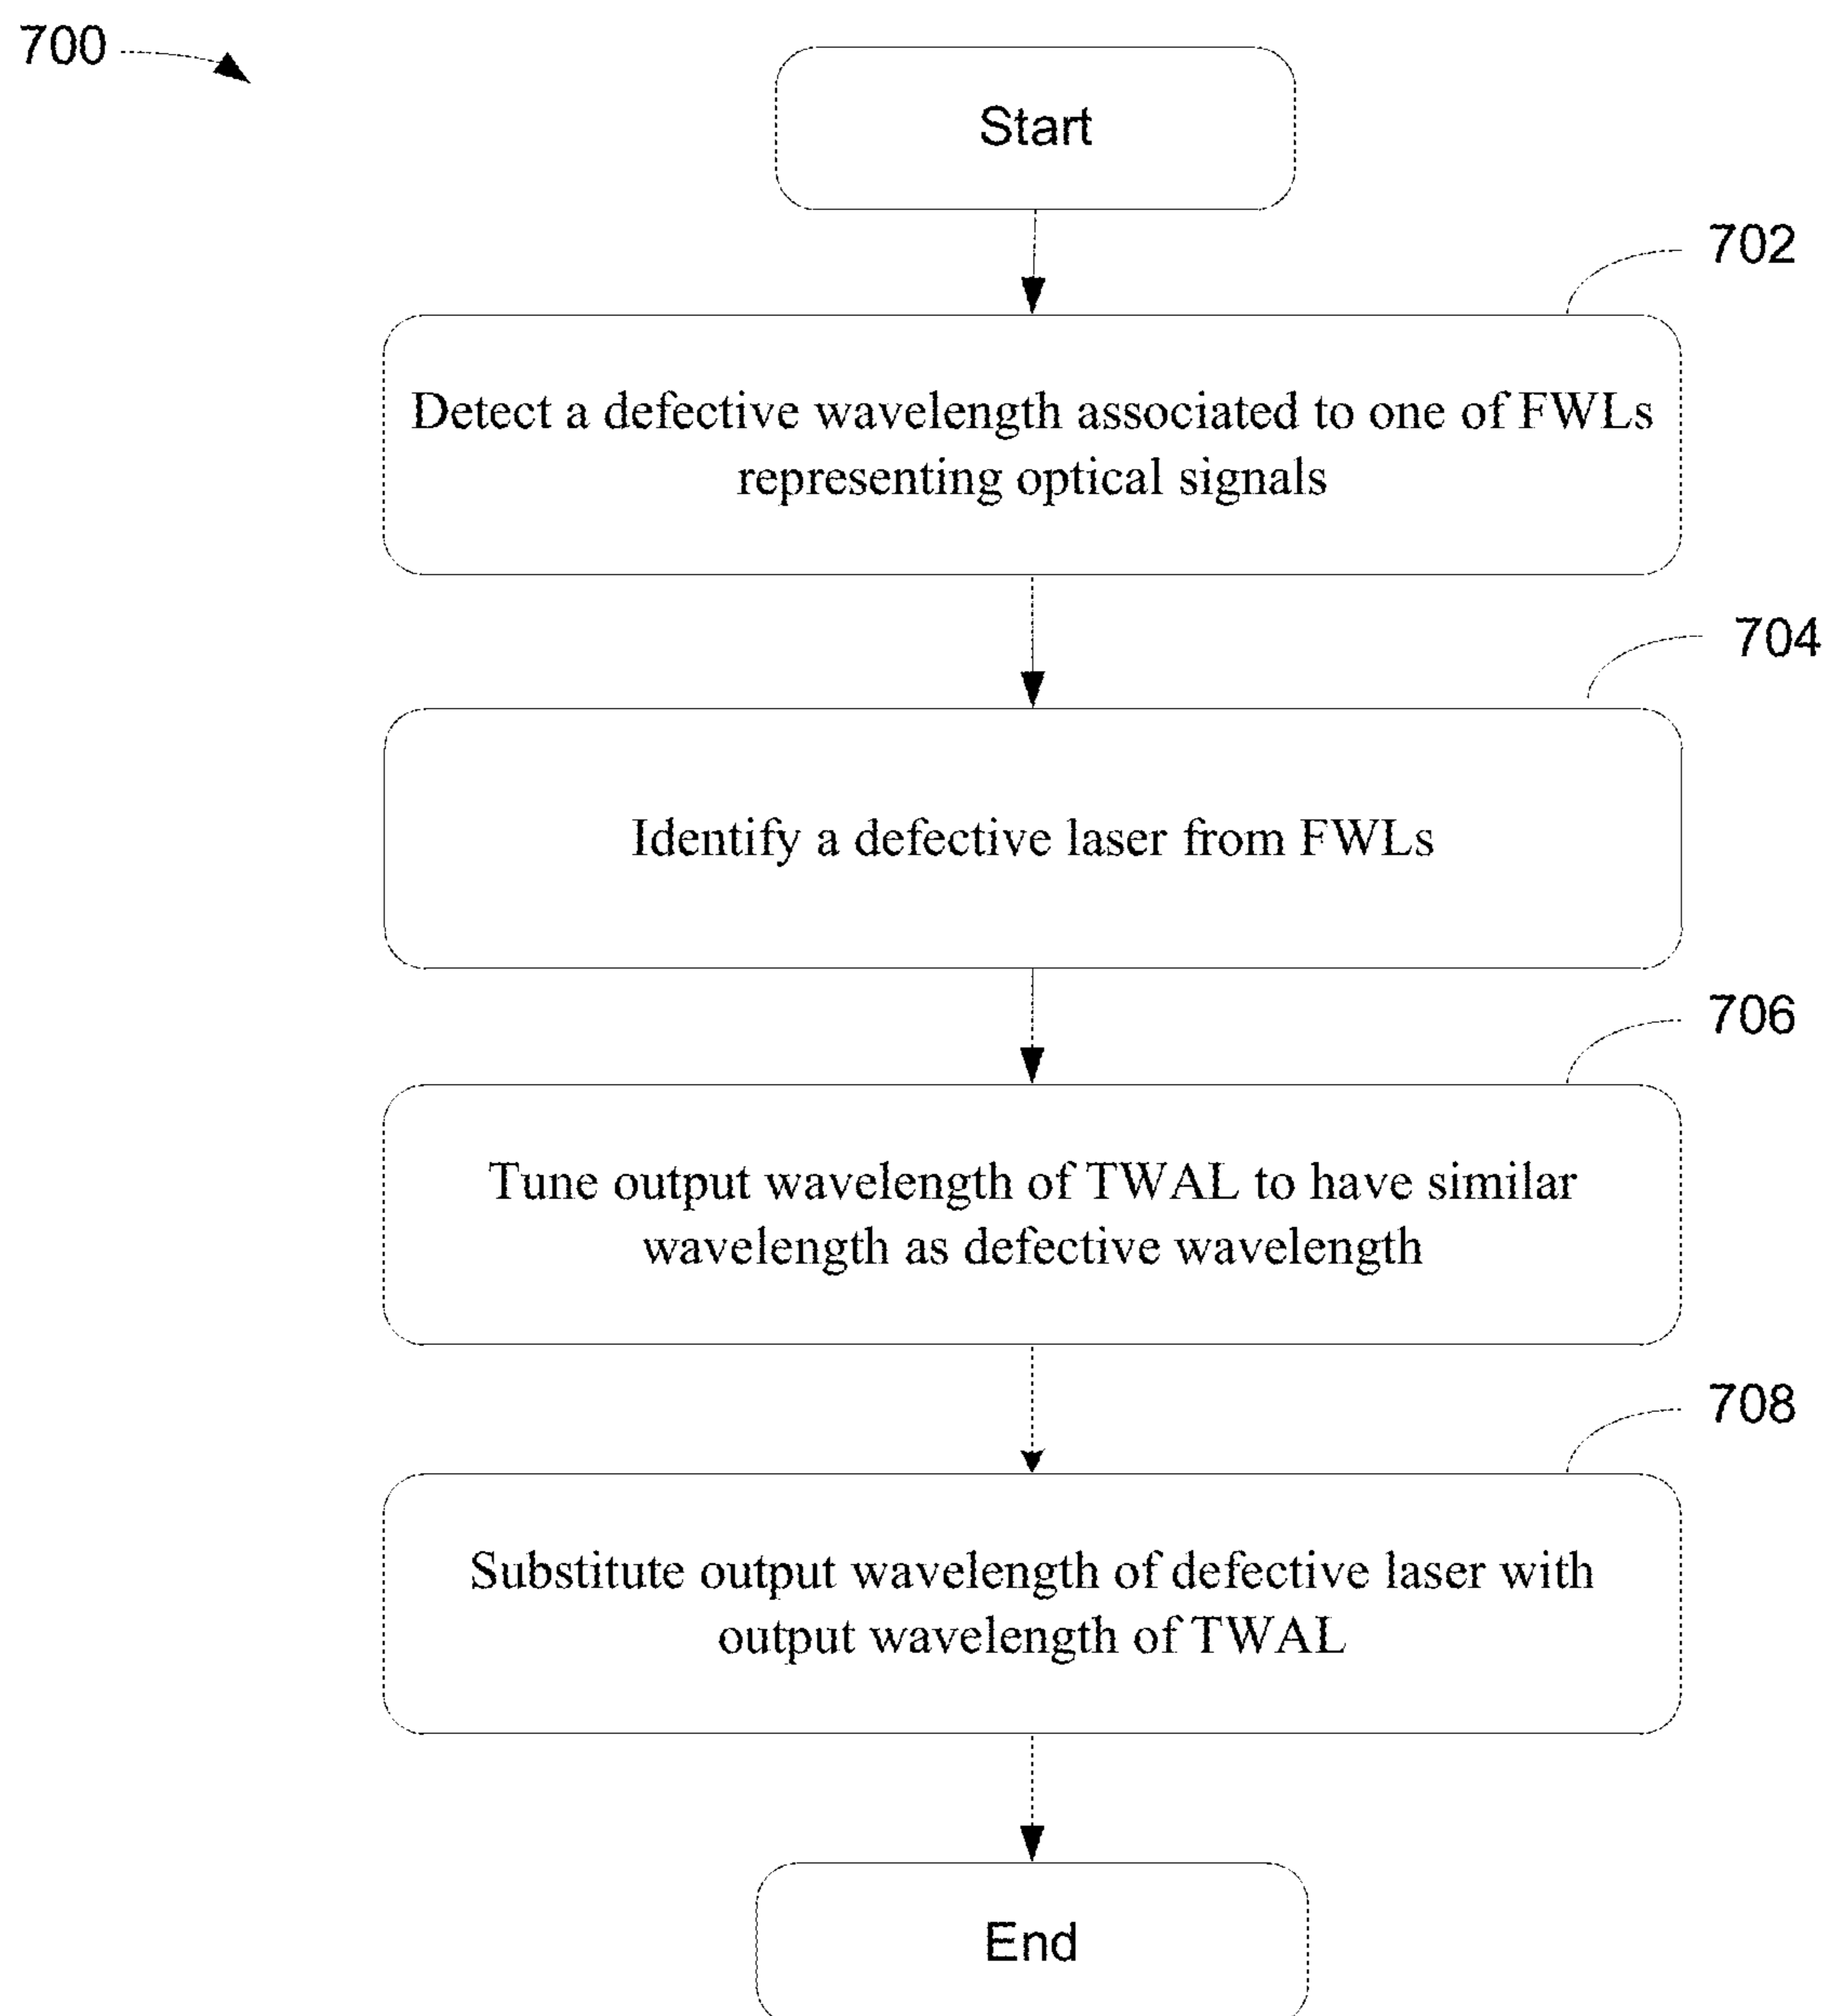 700
Start
702
Detect a defective wavelength associated to one of FWLs
representing optical signals
704
Identify a defective laser from FWLs
706
Tune output wavelength of TWAL to have similar
wavelength as defective wavelength
708
Substitute output wavelength of defective laser with
output wavelength of TWAL
End